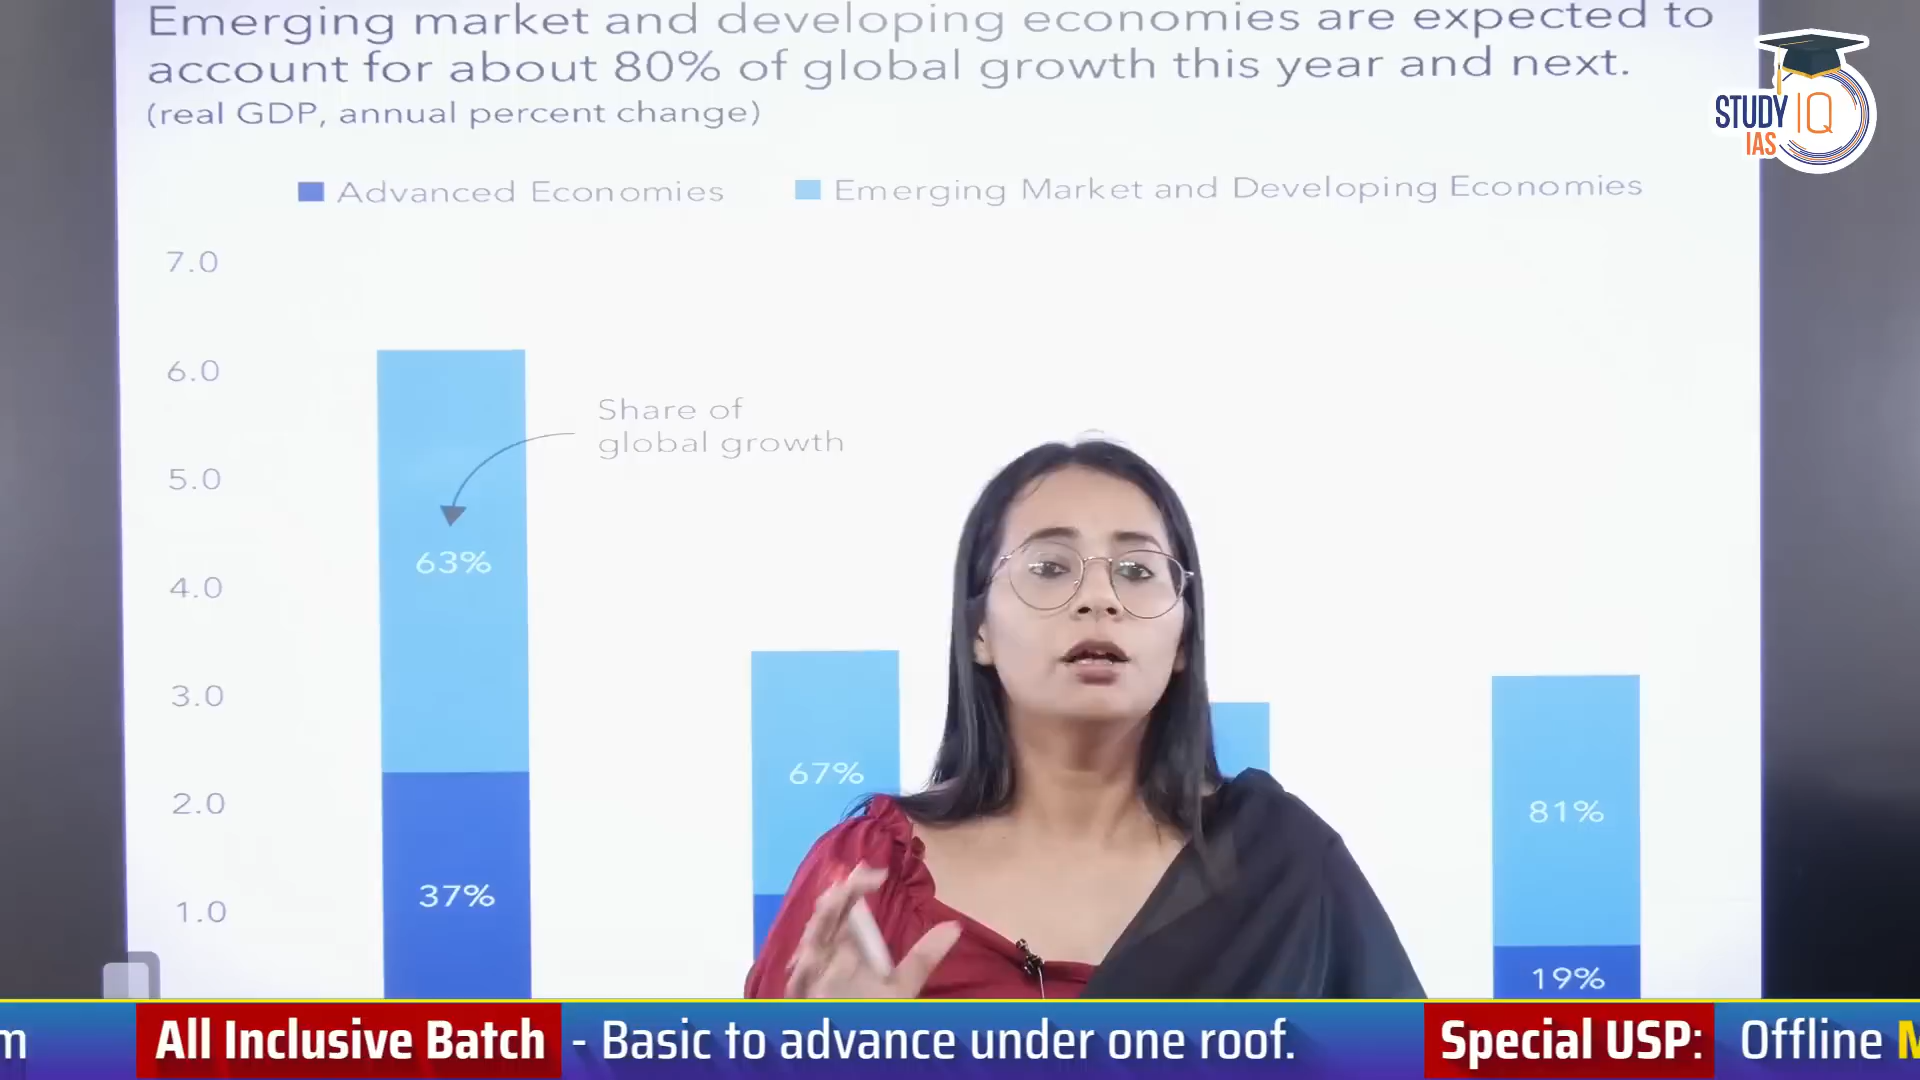 Emerging market and developing economies are expected to
account for about 80% of global growth this year and next.
(real GDP, annual percent change)
STUDY IQ
IAS
Advanced Economies
Emerging Market and Developing Economies
7.0
6.0
5.0
4.0
3.0
2.0
1.0
Share of
global growth
63%
37%
67%
81%
19%
m
All Inclusive Batch - Basic to advance under one roof.
Special USP: Offline